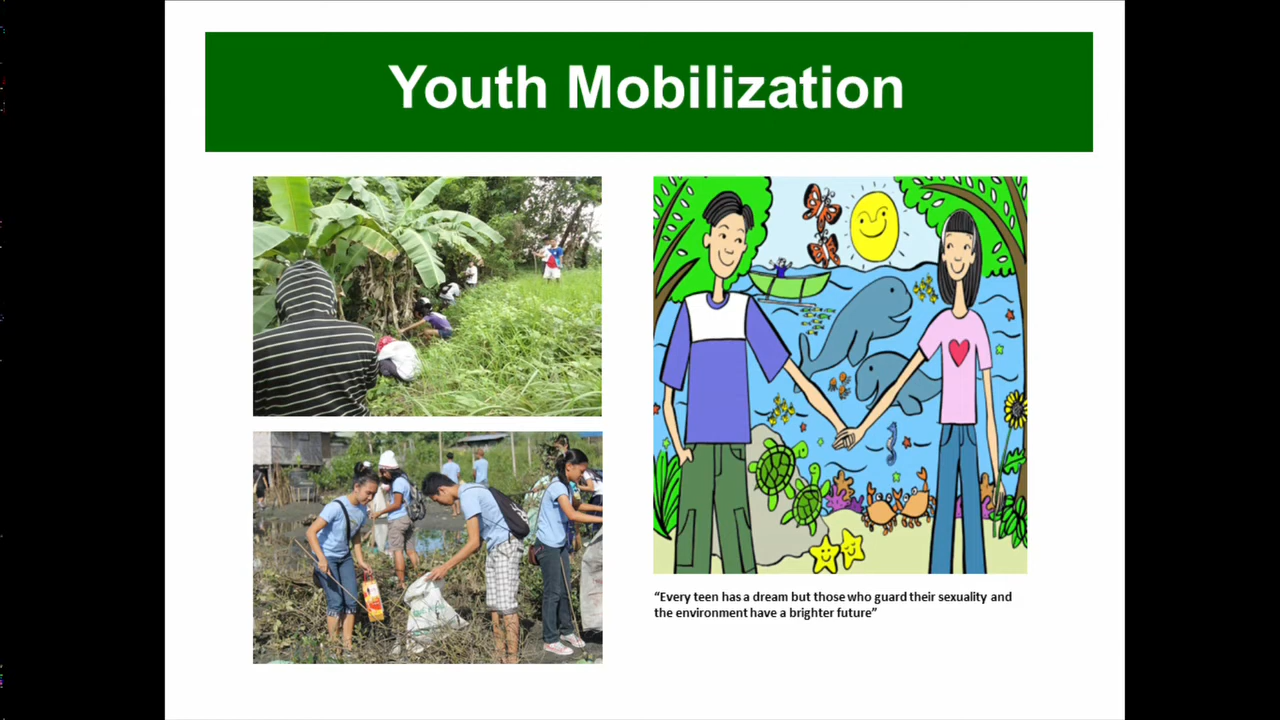 Youth Mobilization
“Every teen has a dream but those who guard their sexuality and
the environment have a brighter future”